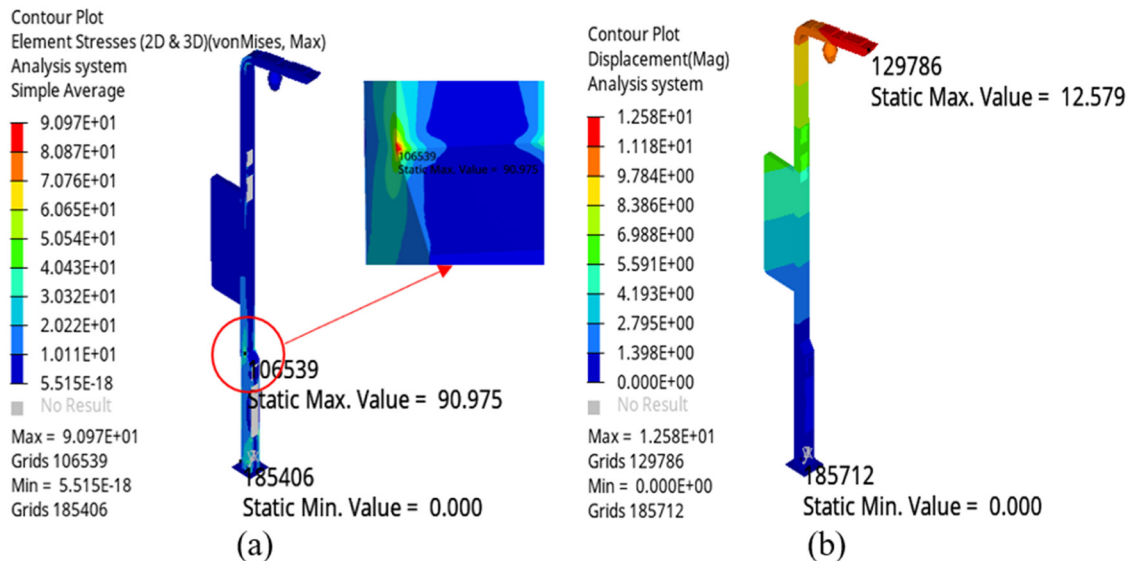 Contour Plot
Element Stresses (2D & 3D)(vonMises, Max)
Analysis system
Simple Average
9.097E+01
8.087E+01
7.076E+01
6.065E+01
5.054E+01
4.043E+01
3.032E+01
2.022E+01
1.011E+01
5.515E-18
No Result
Max = 9.097E+01
Grids 106539
Min = 5.515E-18
Grids 185406
106539
Static Max. Value = 90.975
106539
Static Max. Value = 90.975
185406
Static Min. Value = 0.000
(a)
Contour Plot
Displacement(Mag)
Analysis system
1.258E+01
1.118E+01
9.784E+00
8.386E+00
6.988E+00
5.591E+00
4.193E+00
2.795E+00
1.398E+00
0.000E+00
No Result
Max = 1.258E+01
Grids 129786
Min = 0.000E+00
Grids 185712
129786
Static Max. Value = 12.579
185712
Static Min. Value = 0.000
(b)